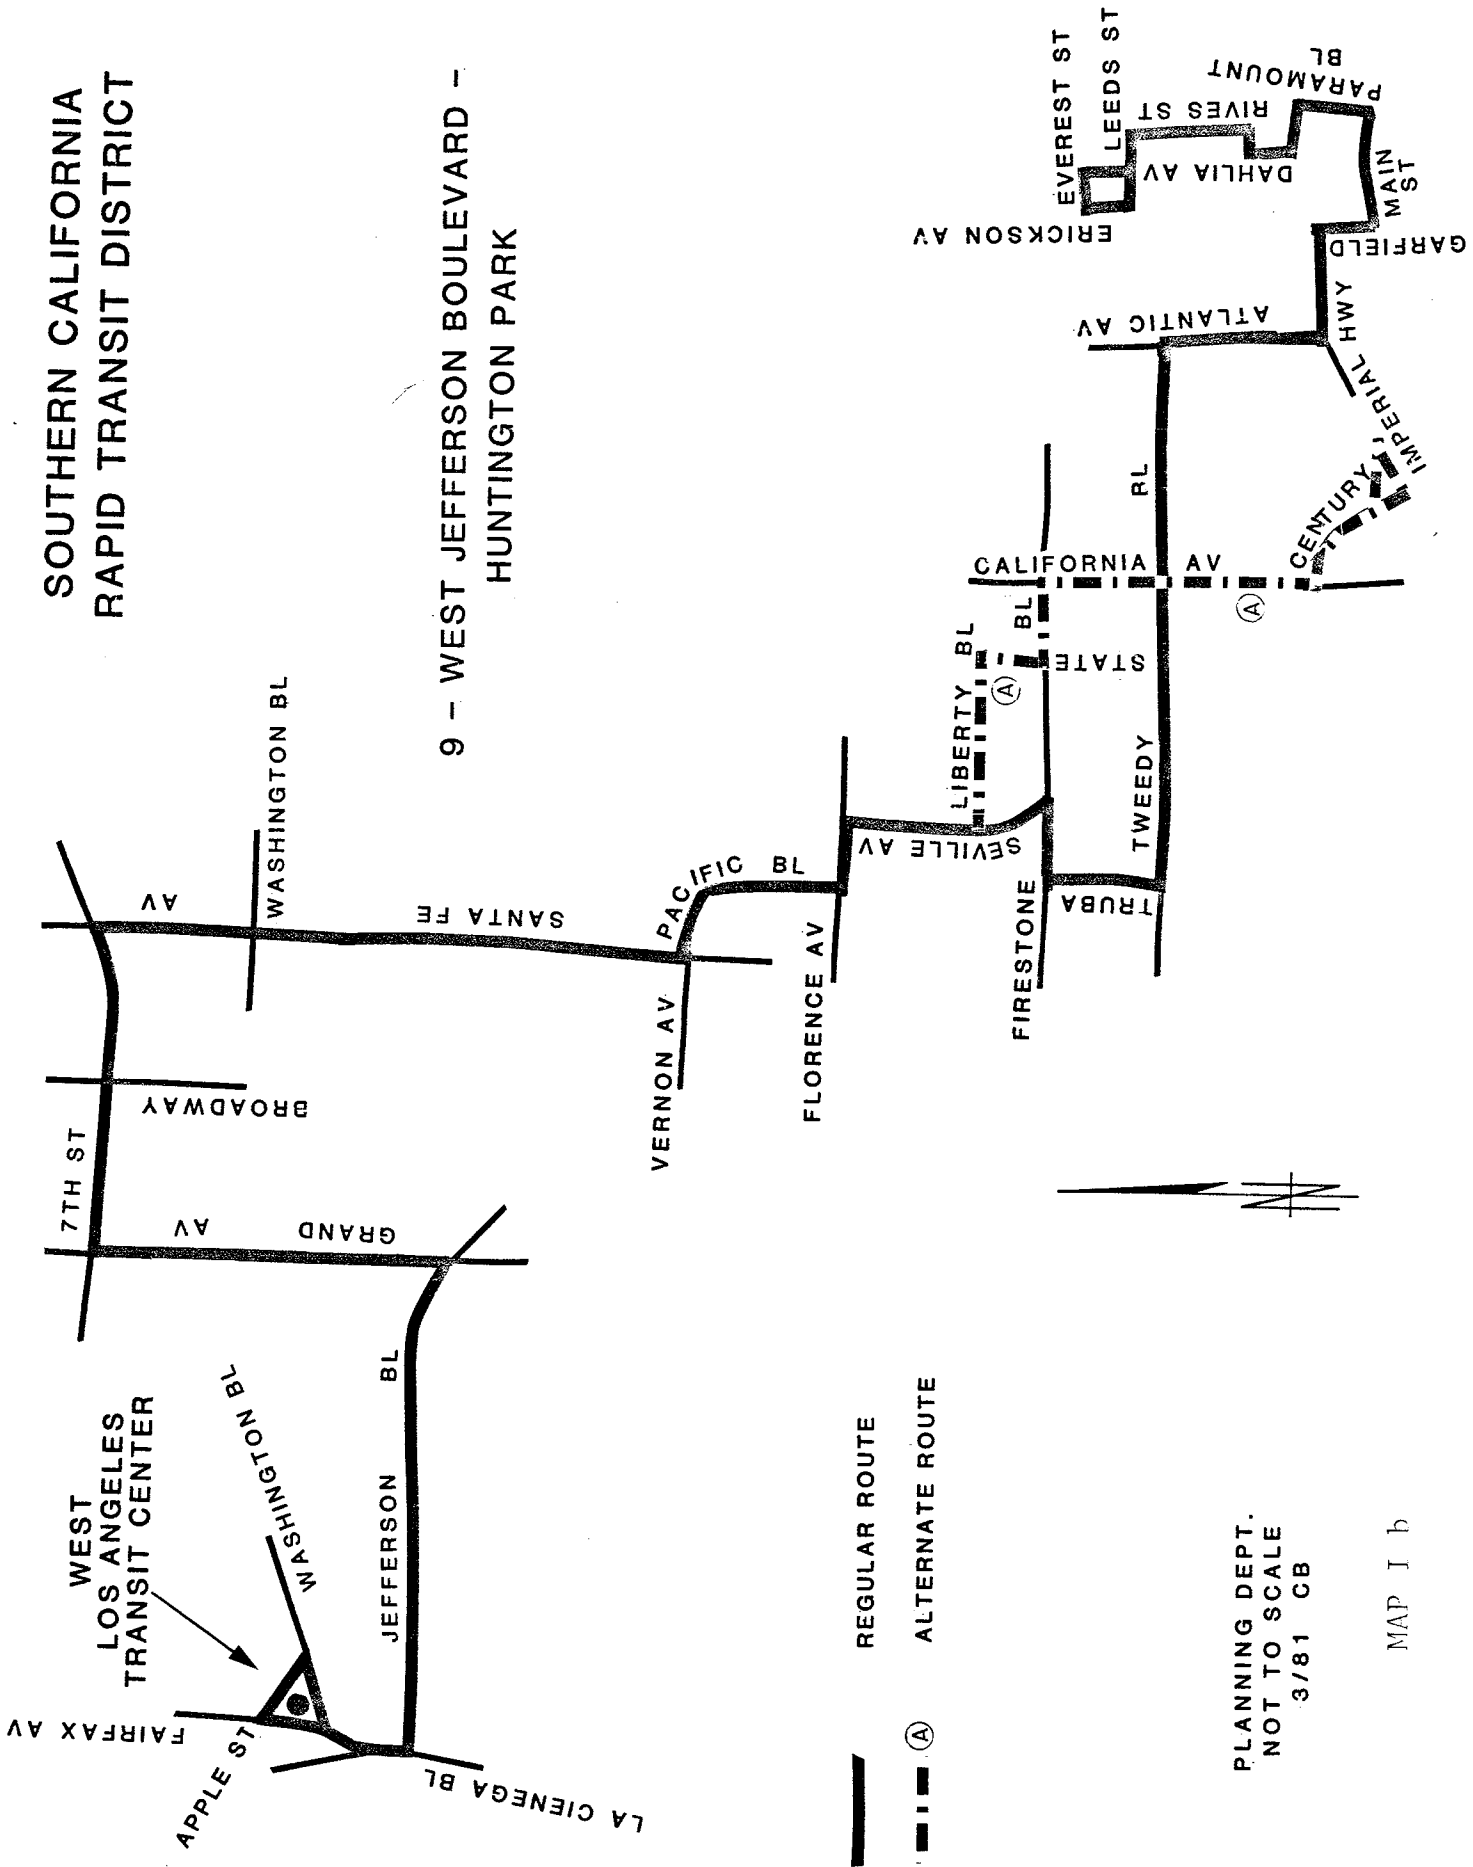 SOUTHERN CALIFORNIA
RAPID TRANSIT DISTRICT
9 – WEST JEFFERSON BOULEVARD –
HUNTINGTON PARK
WEST
LOS ANGELES
TRANSIT CENTER
FAIRFAX AV
APPLE ST
WASHINGTON BL
LA CIENEGA BL
JEFFERSON BL
GRAND AV
7TH ST
BROADWAY
SANTA FE AV
WASHINGTON BL
VERNON AV
PACIFIC BL
FLORENCE AV
SEVILLE AV
LIBERTY BL
A
STATE
FIRESTONE BL
TRUBA
TWEEDY RL
CALIFORNIA AV
A
CENTURY
IMPERIAL HWY
ATLANTIC AV
GARFIELD
MAIN
ST
PARAMOUNT
BL
DAHLIA AV
RIVES ST
LEEDS ST
EVEREST ST
ERICKSON AV
N
REGULAR ROUTE
A ALTERNATE ROUTE
PLANNING DEPT.
NOT TO SCALE
3/81 CB
MAP I b